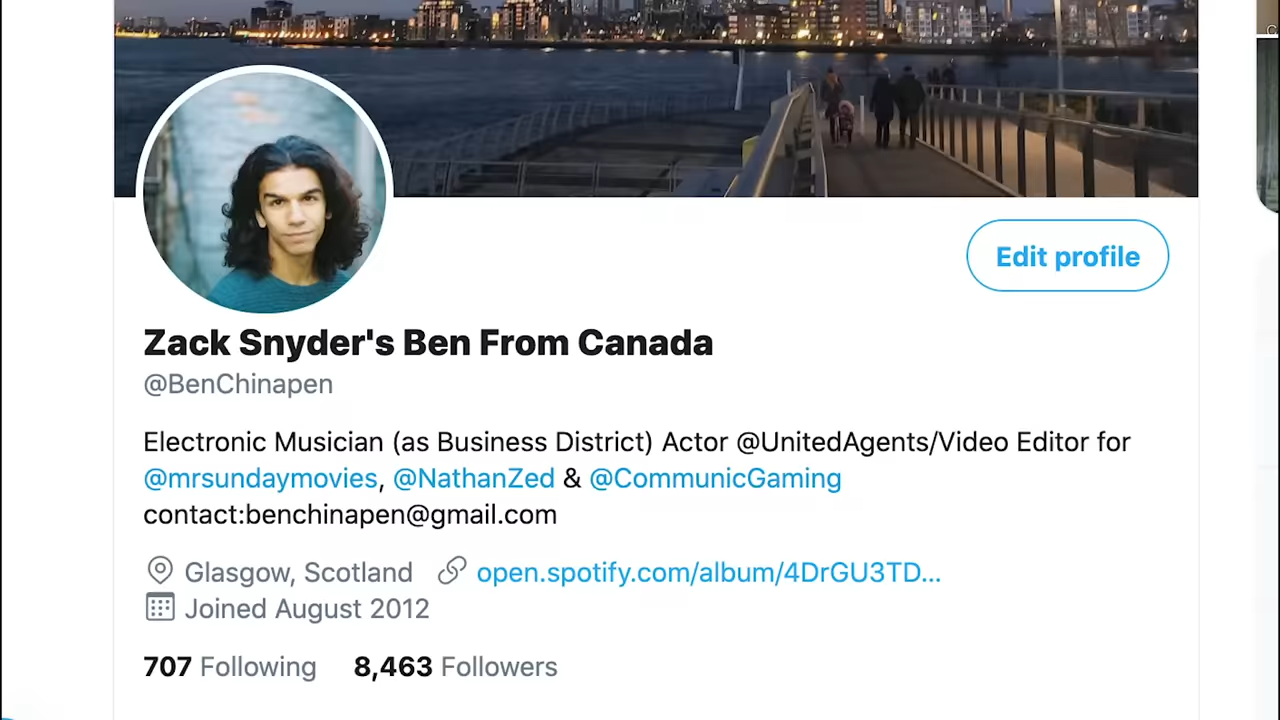 Edit profile
Zack Snyder's Ben From Canada
@BenChinapen
Electronic Musician (as Business District) Actor @UnitedAgents/Video Editor for
@mrsundaymovies, @NathanZed & @CommunicGaming
contact:benchinapen@gmail.com
Glasgow, Scotland open.spotify.com/album/4DrGU3TD...
Joined August 2012
707 Following 8,463 Followers